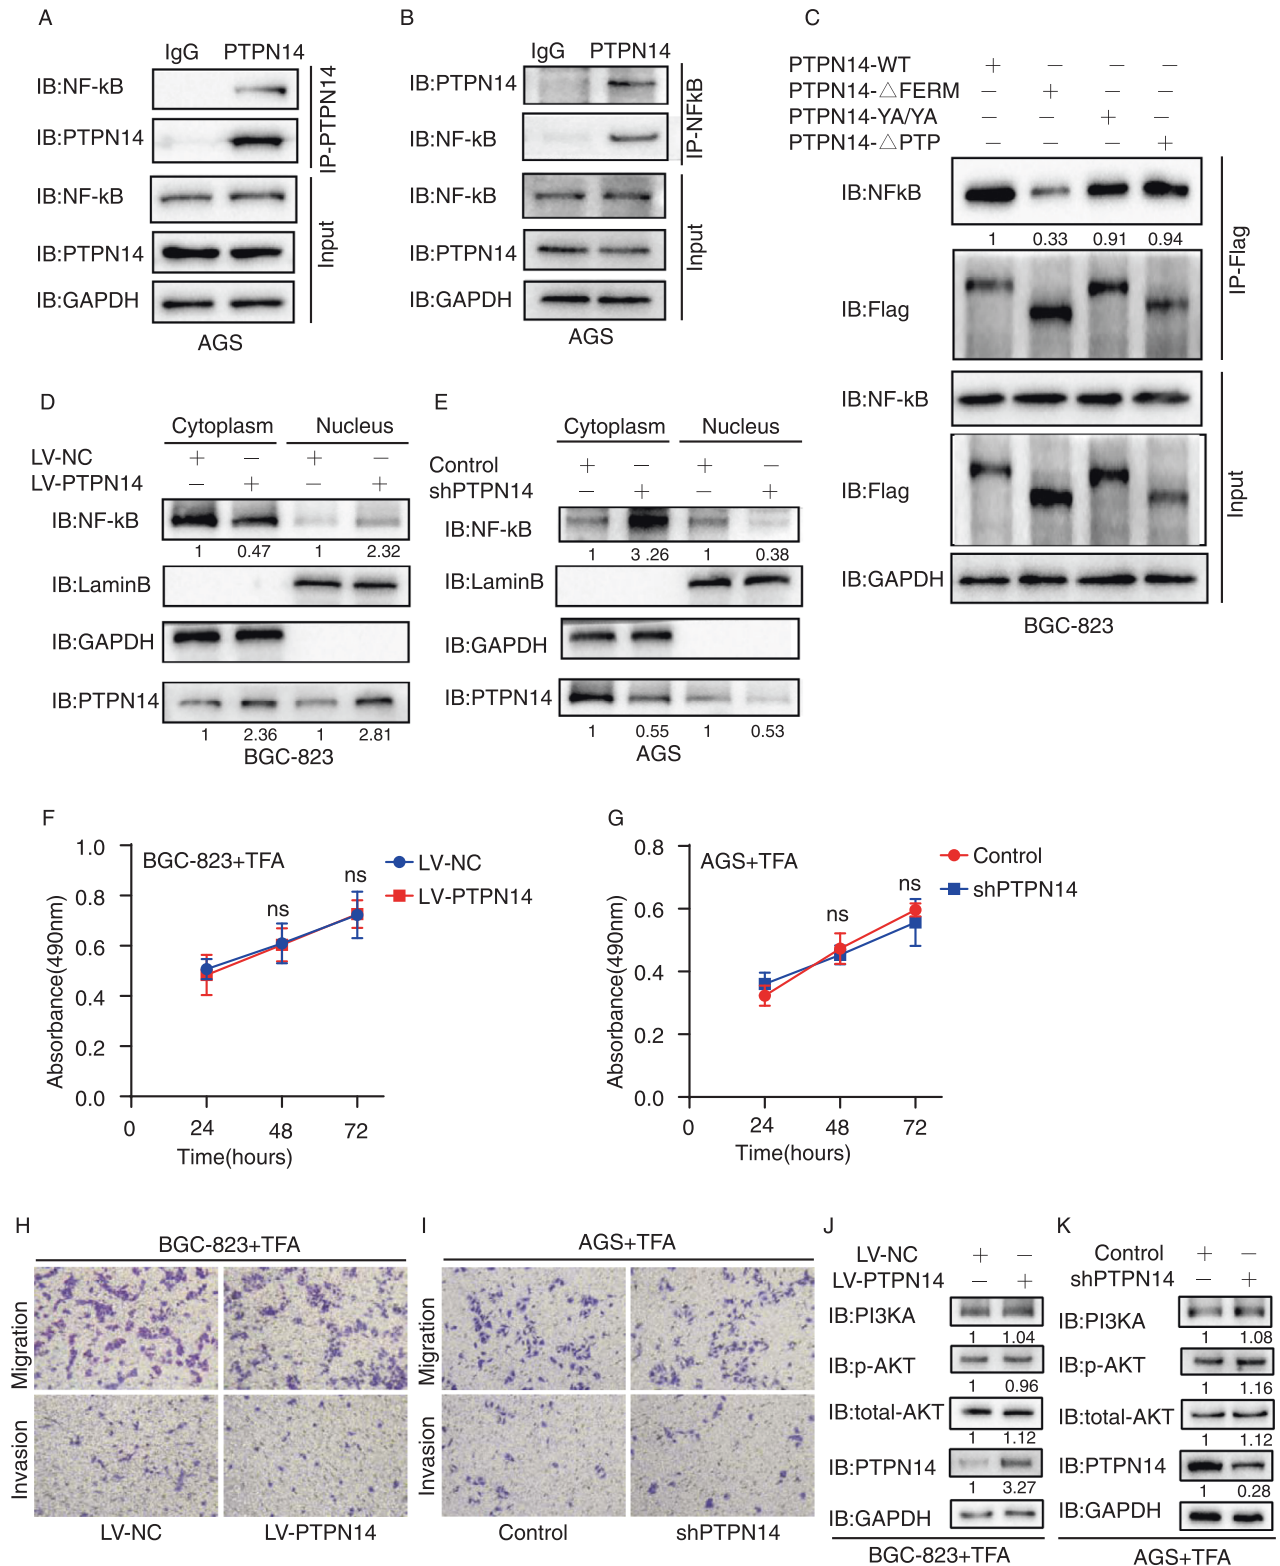 A
IgG PTPN14
IB:NF-kB
IB:PTPN14
IP-PTPN14
IB:NF-kB
IB:PTPN14
IB:GAPDH
Input
AGS
B
IgG PTPN14
IB:PTPN14
IB:NF-kB
IP-NFkB
IB:NF-kB
IB:PTPN14
IB:GAPDH
Input
AGS
C
PTPN14-WT + − − −
PTPN14-△FERM − + − −
PTPN14-YA/YA − − + −
PTPN14-△PTP − − − +
IB:NFkB
1 0.33 0.91 0.94
IB:Flag
IP-Flag
IB:NF-kB
IB:Flag
IB:GAPDH
Input
BGC-823
D
Cytoplasm Nucleus
LV-NC + − + −
LV-PTPN14 − + − +
IB:NF-kB
1 0.47 1 2.32
IB:LaminB
IB:GAPDH
IB:PTPN14
1 2.36 1 2.81
BGC-823
E
Cytoplasm Nucleus
Control + − + −
shPTPN14 − + − +
IB:NF-kB
1 3 .26 1 0.38
IB:LaminB
IB:GAPDH
IB:PTPN14
1 0.55 1 0.53
AGS
F
BGC-823+TFA
LV-NC
LV-PTPN14
Absorbance(490nm)
1.0
0.8
0.6
0.4
0.2
0.0
ns
ns
0 24 48 72
Time(hours)
G
AGS+TFA
Control
shPTPN14
Absorbance(490nm)
0.8
0.6
0.4
0.2
0.0
ns
ns
0 24 48 72
Time(hours)
H
BGC-823+TFA
Migration
Invasion
LV-NC LV-PTPN14
I
AGS+TFA
Migration
Invasion
Control shPTPN14
J
LV-NC + −
LV-PTPN14 − +
IB:PI3KA
1 1.04
IB:p-AKT
1 0.96
IB:total-AKT
1 1.12
IB:PTPN14
1 3.27
IB:GAPDH
BGC-823+TFA
K
Control + −
shPTPN14 − +
IB:PI3KA
1 1.08
IB:p-AKT
1 1.16
IB:total-AKT
1 1.12
IB:PTPN14
1 0.28
IB:GAPDH
AGS+TFA